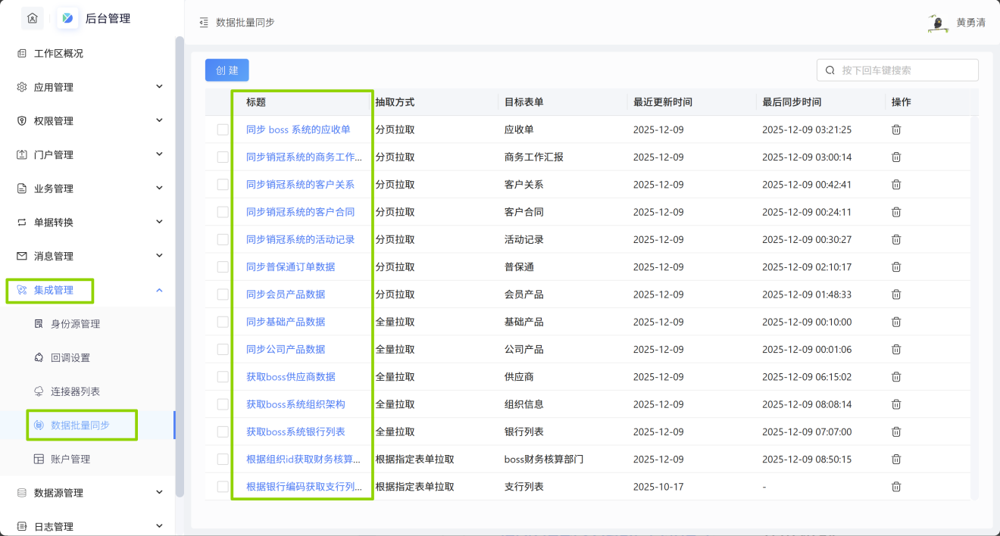 后台管理
数据批量同步
黄勇清
工作区概况
应用管理
权限管理
门户管理
业务管理
单据转换
消息管理
集成管理
身份源管理
回调设置
连接器列表
数据批量同步
账户管理
数据源管理
日志管理
创 建
按下回车键搜索
标题 抽取方式 目标表单 最近更新时间 最后同步时间 操作
同步 boss 系统的应收单 分页拉取 应收单 2025-12-09 2025-12-09 03:21:25
同步销冠系统的商务工作... 分页拉取 商务工作汇报 2025-12-09 2025-12-09 03:00:14
同步销冠系统的客户关系 分页拉取 客户关系 2025-12-09 2025-12-09 00:42:41
同步销冠系统的客户合同 分页拉取 客户合同 2025-12-09 2025-12-09 00:24:11
同步销冠系统的活动记录 分页拉取 活动记录 2025-12-09 2025-12-09 00:30:27
同步普保通订单数据 分页拉取 普保通 2025-12-09 2025-12-09 02:10:17
同步会员产品数据 分页拉取 会员产品 2025-12-09 2025-12-09 01:48:33
同步基础产品数据 全量拉取 基础产品 2025-12-09 2025-12-09 00:10:00
同步公司产品数据 全量拉取 公司产品 2025-12-09 2025-12-09 00:01:06
获取boss供应商数据 全量拉取 供应商 2025-12-09 2025-12-09 06:15:02
获取boss系统组织架构 全量拉取 组织信息 2025-12-09 2025-12-09 08:08:14
获取boss系统银行列表 全量拉取 银行列表 2025-12-09 2025-12-09 07:07:00
根据组织id获取财务核算... 根据指定表单拉取 boss财务核算部门 2025-12-09 2025-12-09 08:50:15
根据银行编码获取支行列... 根据指定表单拉取 支行列表 2025-10-17 -